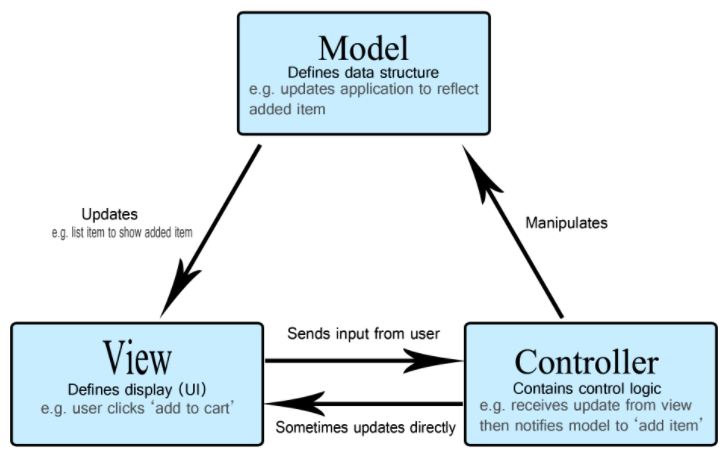 Model
Defines data structure
e.g. updates application to reflect
added item
Updates
e.g. list item to show added item
Manipulates
View
Defines display (UI)
e.g. user clicks ‘add to cart’
Sends input from user
Sometimes updates directly
Controller
Contains control logic
e.g. receives update from view
then notifies model to ‘add item’